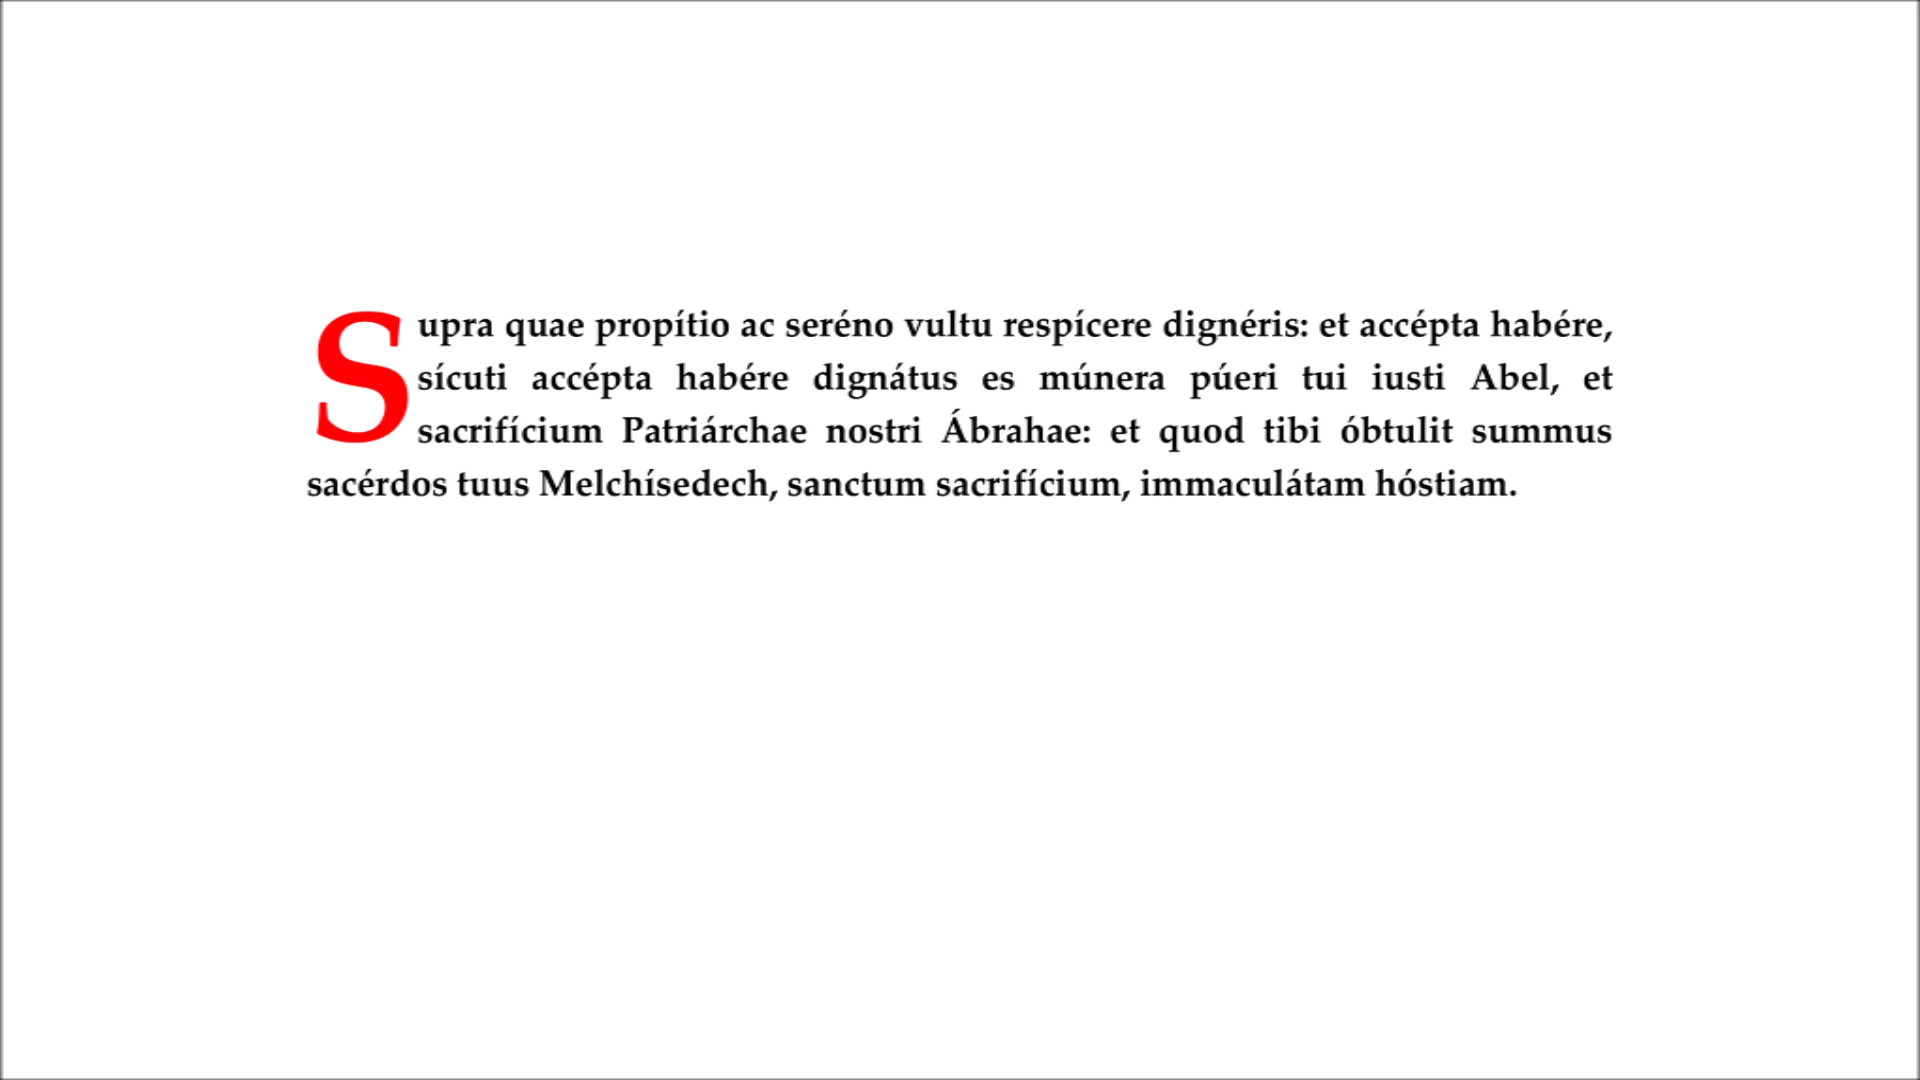 Supra quae propítio ac seréno vultu respícere dignéris: et accépta habére,
sícuti accépta habére dignátus es múnera púeri tui iusti Abel, et
sacrifícium Patriárchae nostri Ábrahae: et quod tibi óbtulit summus
sacérdos tuus Melchísedech, sanctum sacrifícium, immaculátam hóstiam.